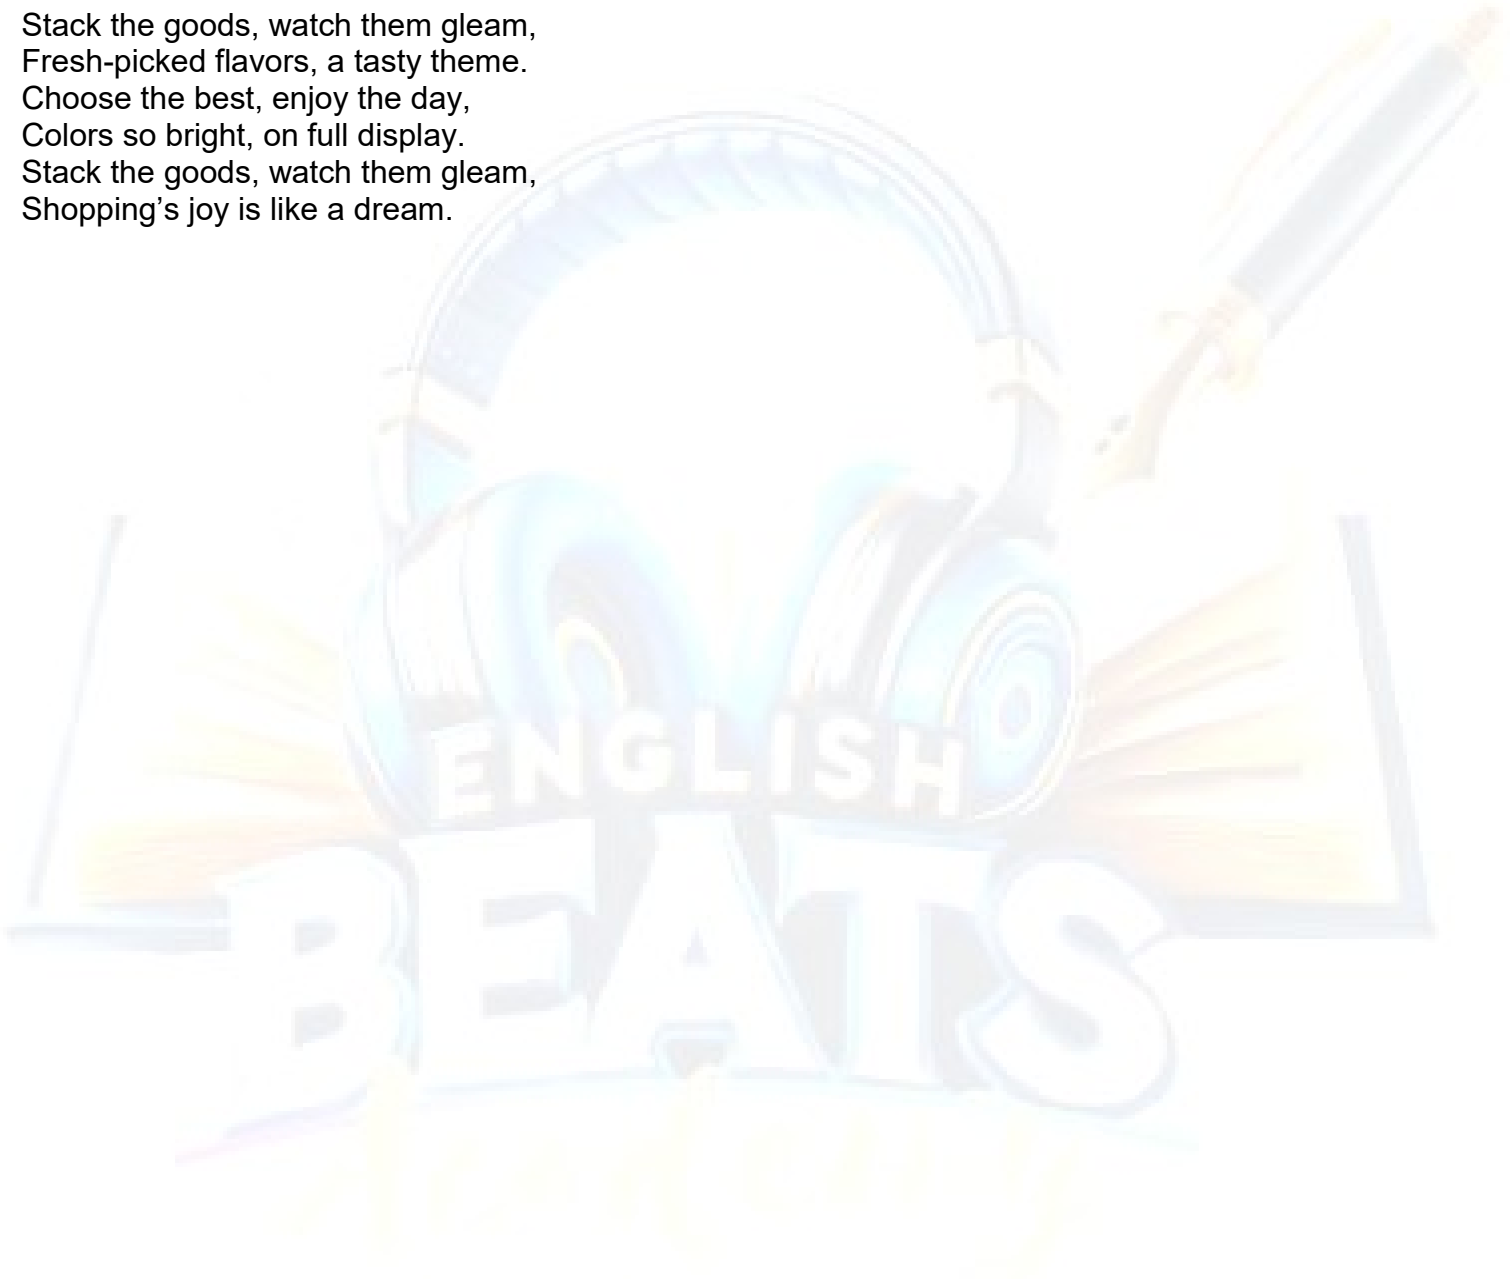 Stack the goods, watch them gleam,
Fresh-picked flavors, a tasty theme.
Choose the best, enjoy the day,
Colors so bright, on full display.
Stack the goods, watch them gleam,
Shopping’s joy is like a dream.
ENGLISH
BEATS
Academy